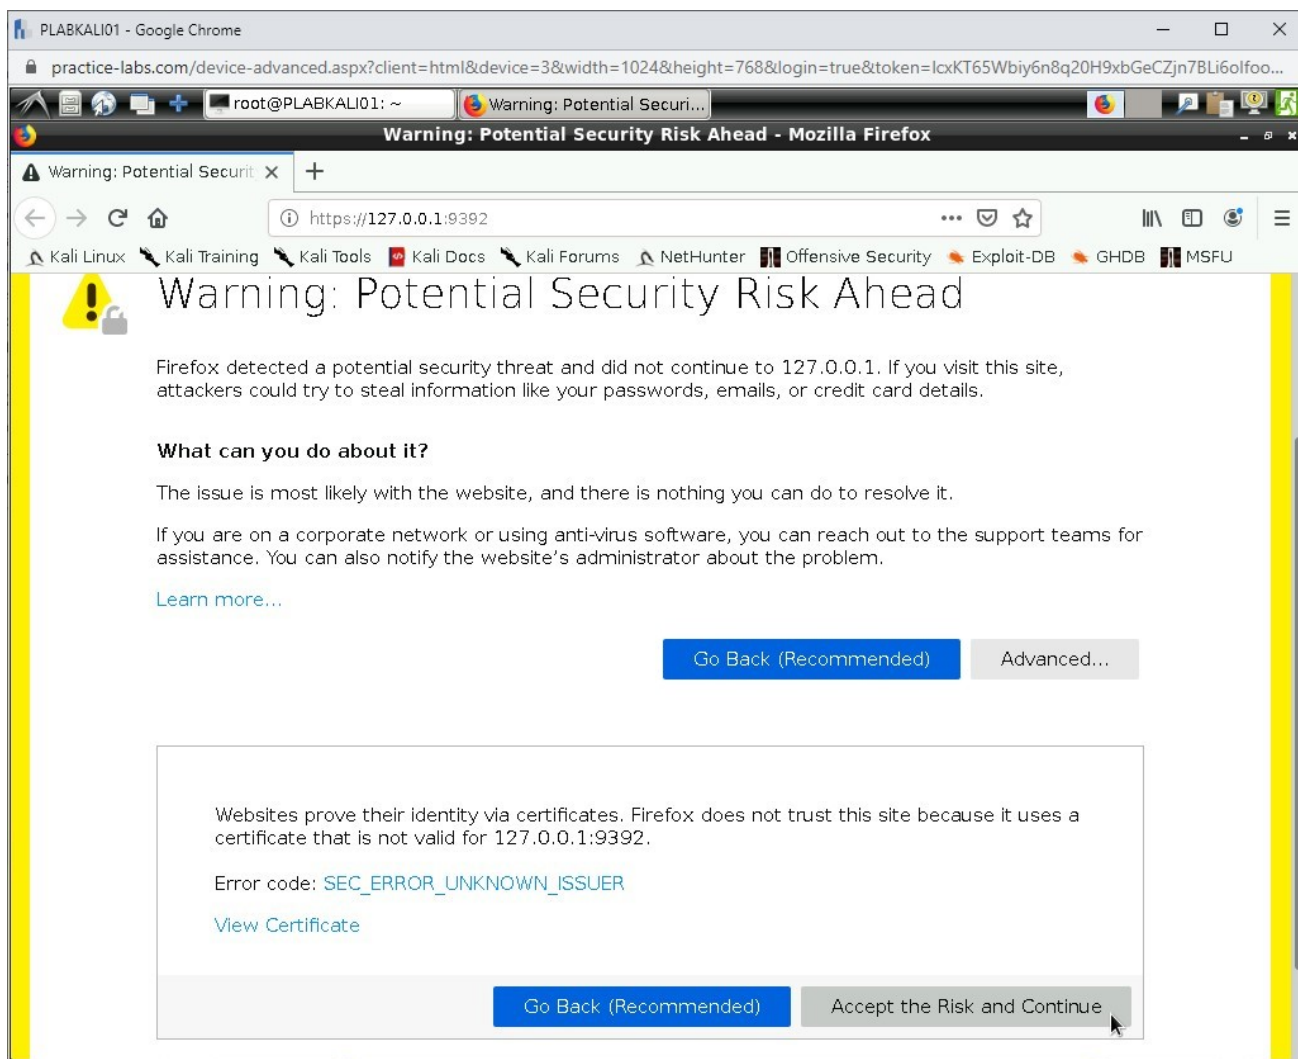 PLABKALI01 - Google Chrome
practice-labs.com/device-advanced.aspx?client=html&device=3&width=1024&height=768&login=true&token=IcxKT65Wbiy6n8q20H9xbGeCZjn7BLi6olfoo...
root@PLABKALI01: ~ Warning: Potential Securi...
Warning: Potential Security Risk Ahead - Mozilla Firefox
Warning: Potential Securit
https://127.0.0.1:9392
Kali Linux Kali Training Kali Tools Kali Docs Kali Forums NetHunter Offensive Security Exploit-DB GHDB MSFU
Warning: Potential Security Risk Ahead
Firefox detected a potential security threat and did not continue to 127.0.0.1. If you visit this site,
attackers could try to steal information like your passwords, emails, or credit card details.
What can you do about it?
The issue is most likely with the website, and there is nothing you can do to resolve it.
If you are on a corporate network or using anti-virus software, you can reach out to the support teams for
assistance. You can also notify the website's administrator about the problem.
Learn more...
Go Back (Recommended) Advanced...
Websites prove their identity via certificates. Firefox does not trust this site because it uses a
certificate that is not valid for 127.0.0.1:9392.
Error code: SEC_ERROR_UNKNOWN_ISSUER
View Certificate
Go Back (Recommended) Accept the Risk and Continue